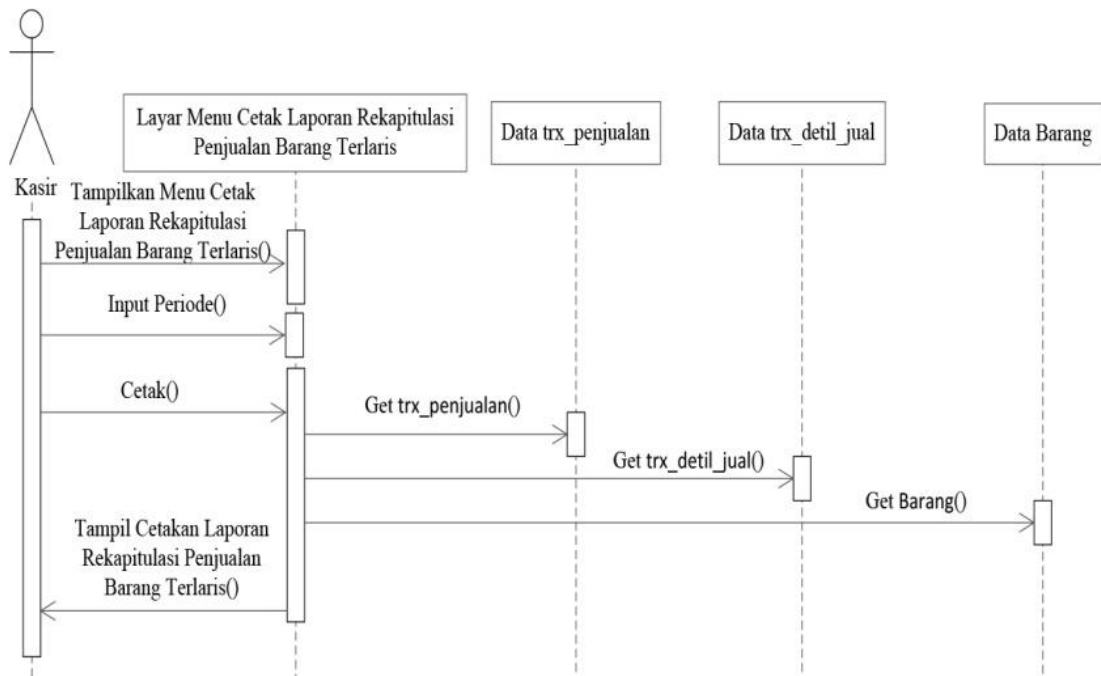 Layar Menu Cetak Laporan Rekapitulasi
Penjualan Barang Terlaris
Data trx_penjualan
Data trx_detil_jual
Data Barang
Kasir
Tampilkan Menu Cetak
Laporan Rekapitulasi
Penjualan Barang Terlaris()
Input Periode()
Cetak()
Get trx_penjualan()
Get trx_detil_jual()
Get Barang()
Tampil Cetakan Laporan
Rekapitulasi Penjualan
Barang Terlaris()